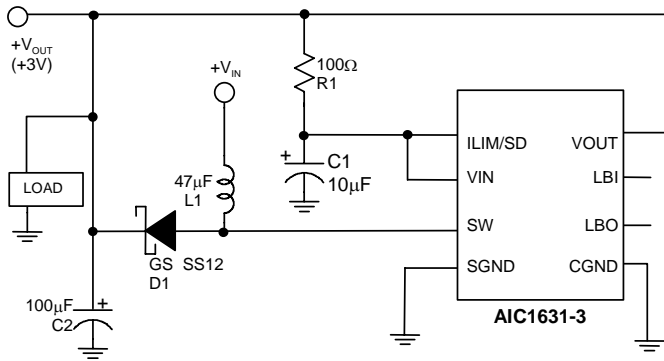 +VOUT
(+3V)
+VIN
100Ω
R1
C1
10µF
47µF
L1
LOAD
GS SS12
D1
100µF
C2
+
+
ILIM/SD
VIN
SW
SGND
VOUT
LBI
LBO
CGND
AIC1631-3